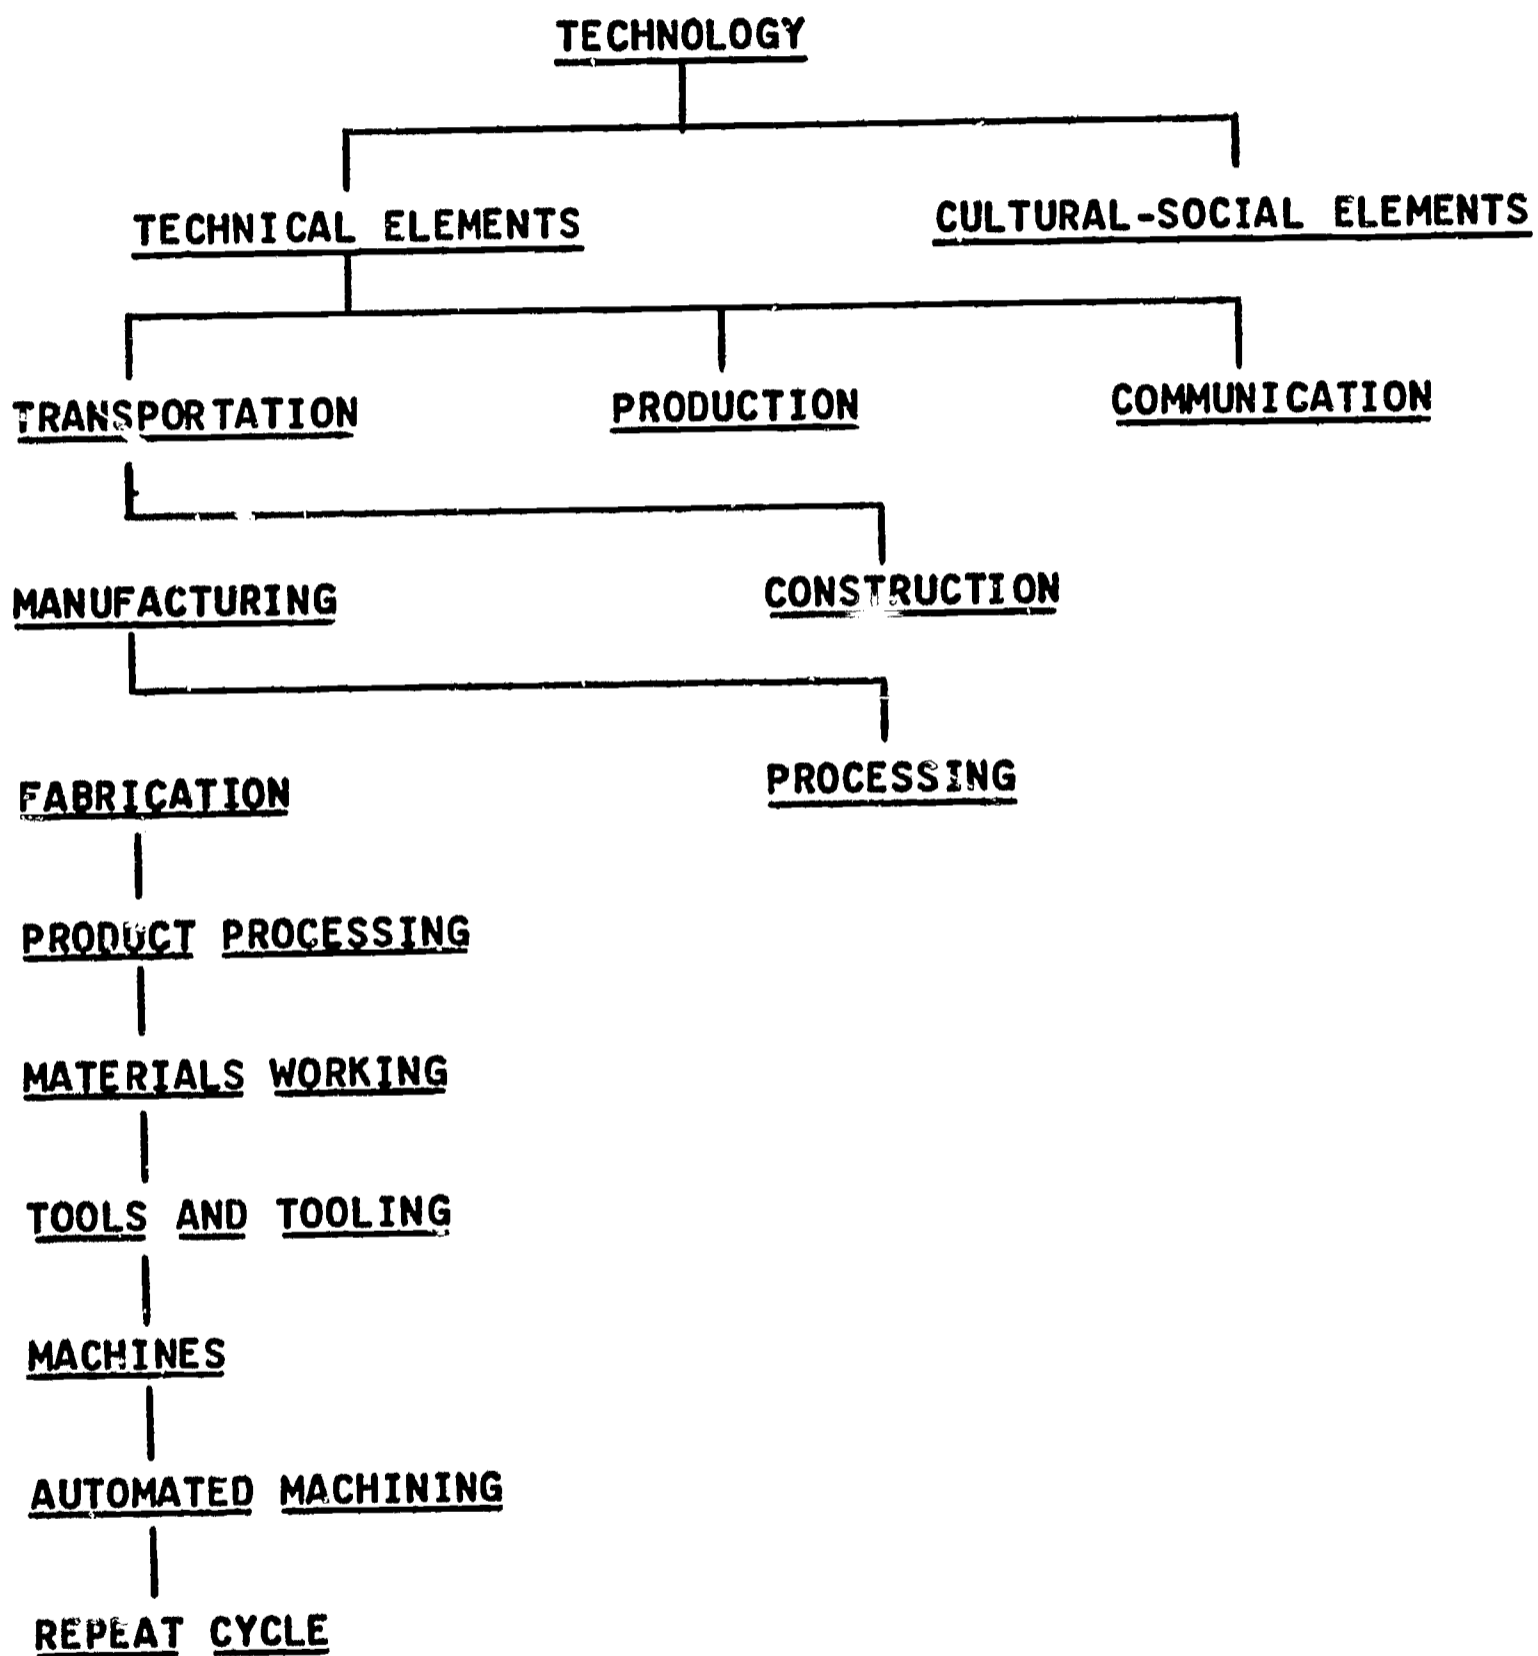 TECHNOLOGY
TECHNICAL ELEMENTS CULTURAL-SOCIAL ELEMENTS
TRANSPORTATION PRODUCTION COMMUNICATION
MANUFACTURING CONSTRUCTION
FABRICATION PROCESSING
PRODUCT PROCESSING
MATERIALS WORKING
TOOLS AND TOOLING
MACHINES
AUTOMATED MACHINING
REPEAT CYCLE